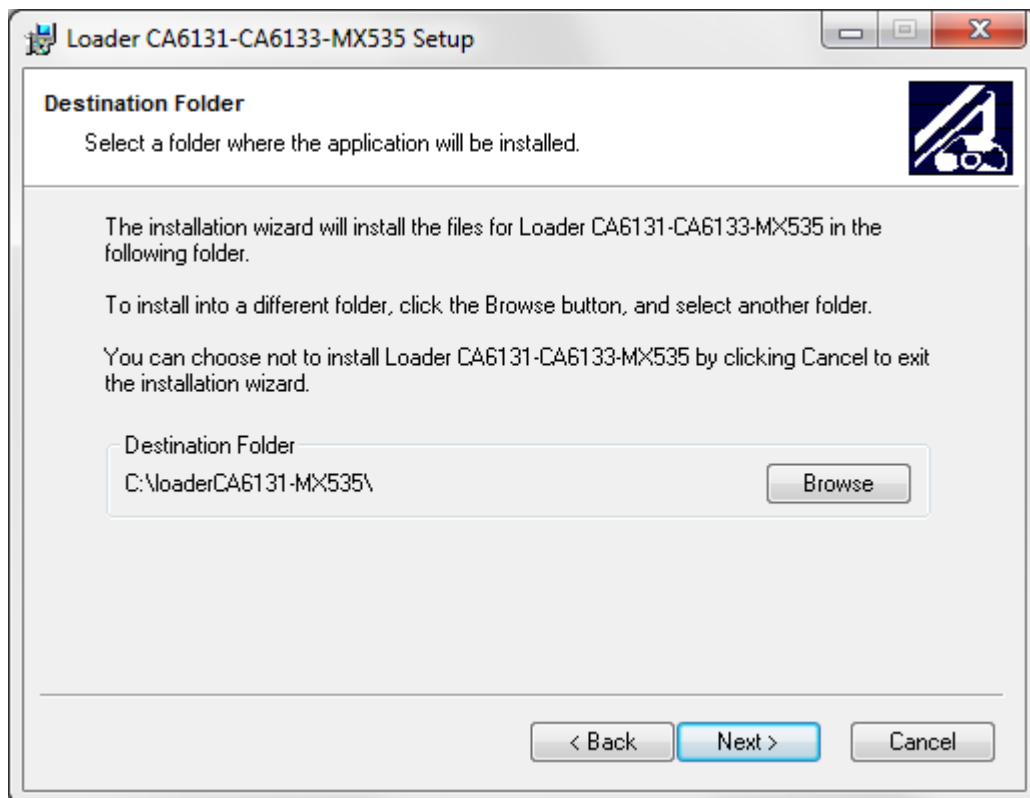 Loader CA6131-CA6133-MX535 Setup
Destination Folder
Select a folder where the application will be installed.
The installation wizard will install the files for Loader CA6131-CA6133-MX535 in the
following folder.
To install into a different folder, click the Browse button, and select another folder.
You can choose not to install Loader CA6131-CA6133-MX535 by clicking Cancel to exit
the installation wizard.
Destination Folder
C:\loaderCA6131-MX535\
Browse
< Back
Next >
Cancel